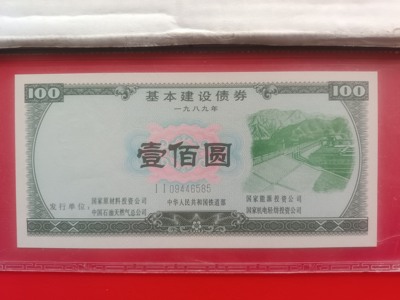 100 100
基本建设债券
一九八九年
壹佰圆
II09446585
发行单位：
国家原材料投资公司 国家能源投资公司
中国石油天然气总公司 中华人民共和国铁道部 国家机电轻纺投资公司